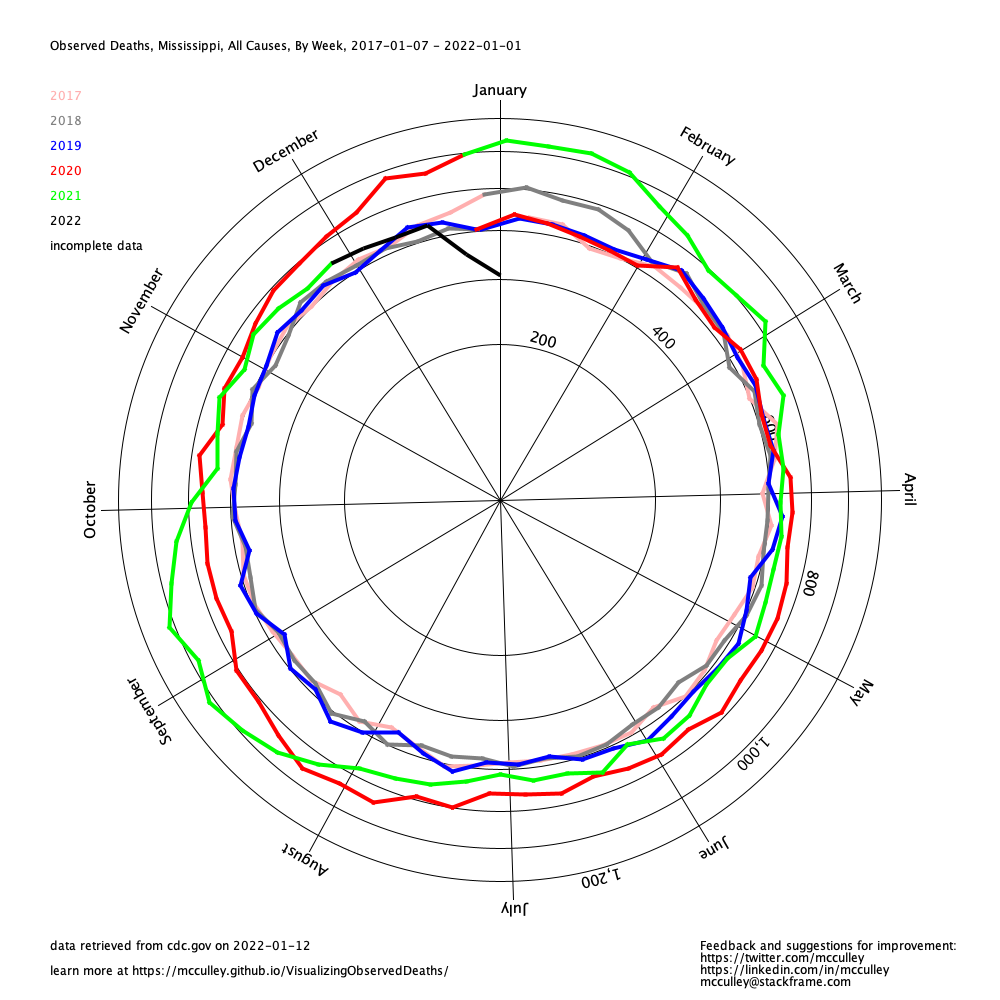 Observed Deaths, Mississippi, All Causes, By Week, 2017-01-07 - 2022-01-01
January
2017
2018
2019
2020
2021
2022
incomplete data
February
March
April
May
June
July
August
September
October
November
December
200
400
800
1,000
1,200
data retrieved from cdc.gov on 2022-01-12
learn more at https://mcculley.github.io/VisualizingObservedDeaths/
Feedback and suggestions for improvement:
https://twitter.com/mcculley
https://linkedin.com/in/mcculley
mcculley@stackframe.com